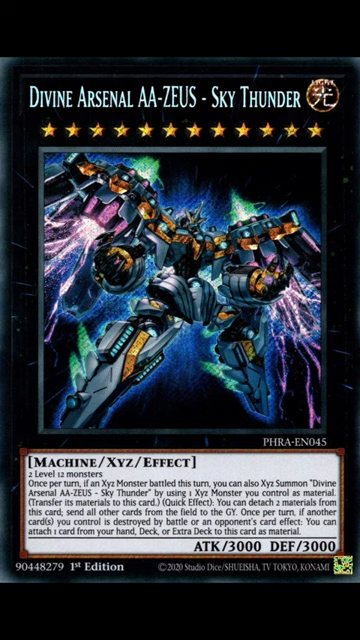 DIVINE ARSENAL AA-ZEUS - SKY THUNDER
LIGHT
光
PHRA-EN045
[MACHINE/XYZ/EFFECT]
2 Level 12 monsters
Once per turn, if an Xyz Monster battled this turn, you can also Xyz Summon "Divine
Arsenal AA-ZEUS - Sky Thunder" by using 1 Xyz Monster you control as material.
(Transfer its materials to this card.) (Quick Effect): You can detach 2 materials from
this card; send all other cards from the field to the GY. Once per turn, if another
card(s) you control is destroyed by battle or an opponent's card effect: You can
attach 1 card from your hand, Deck, or Extra Deck to this card as material.
ATK/3000 DEF/3000
90448279 1st Edition ©2020 Studio Dice/SHUEISHA, TV TOKYO, KONAMI